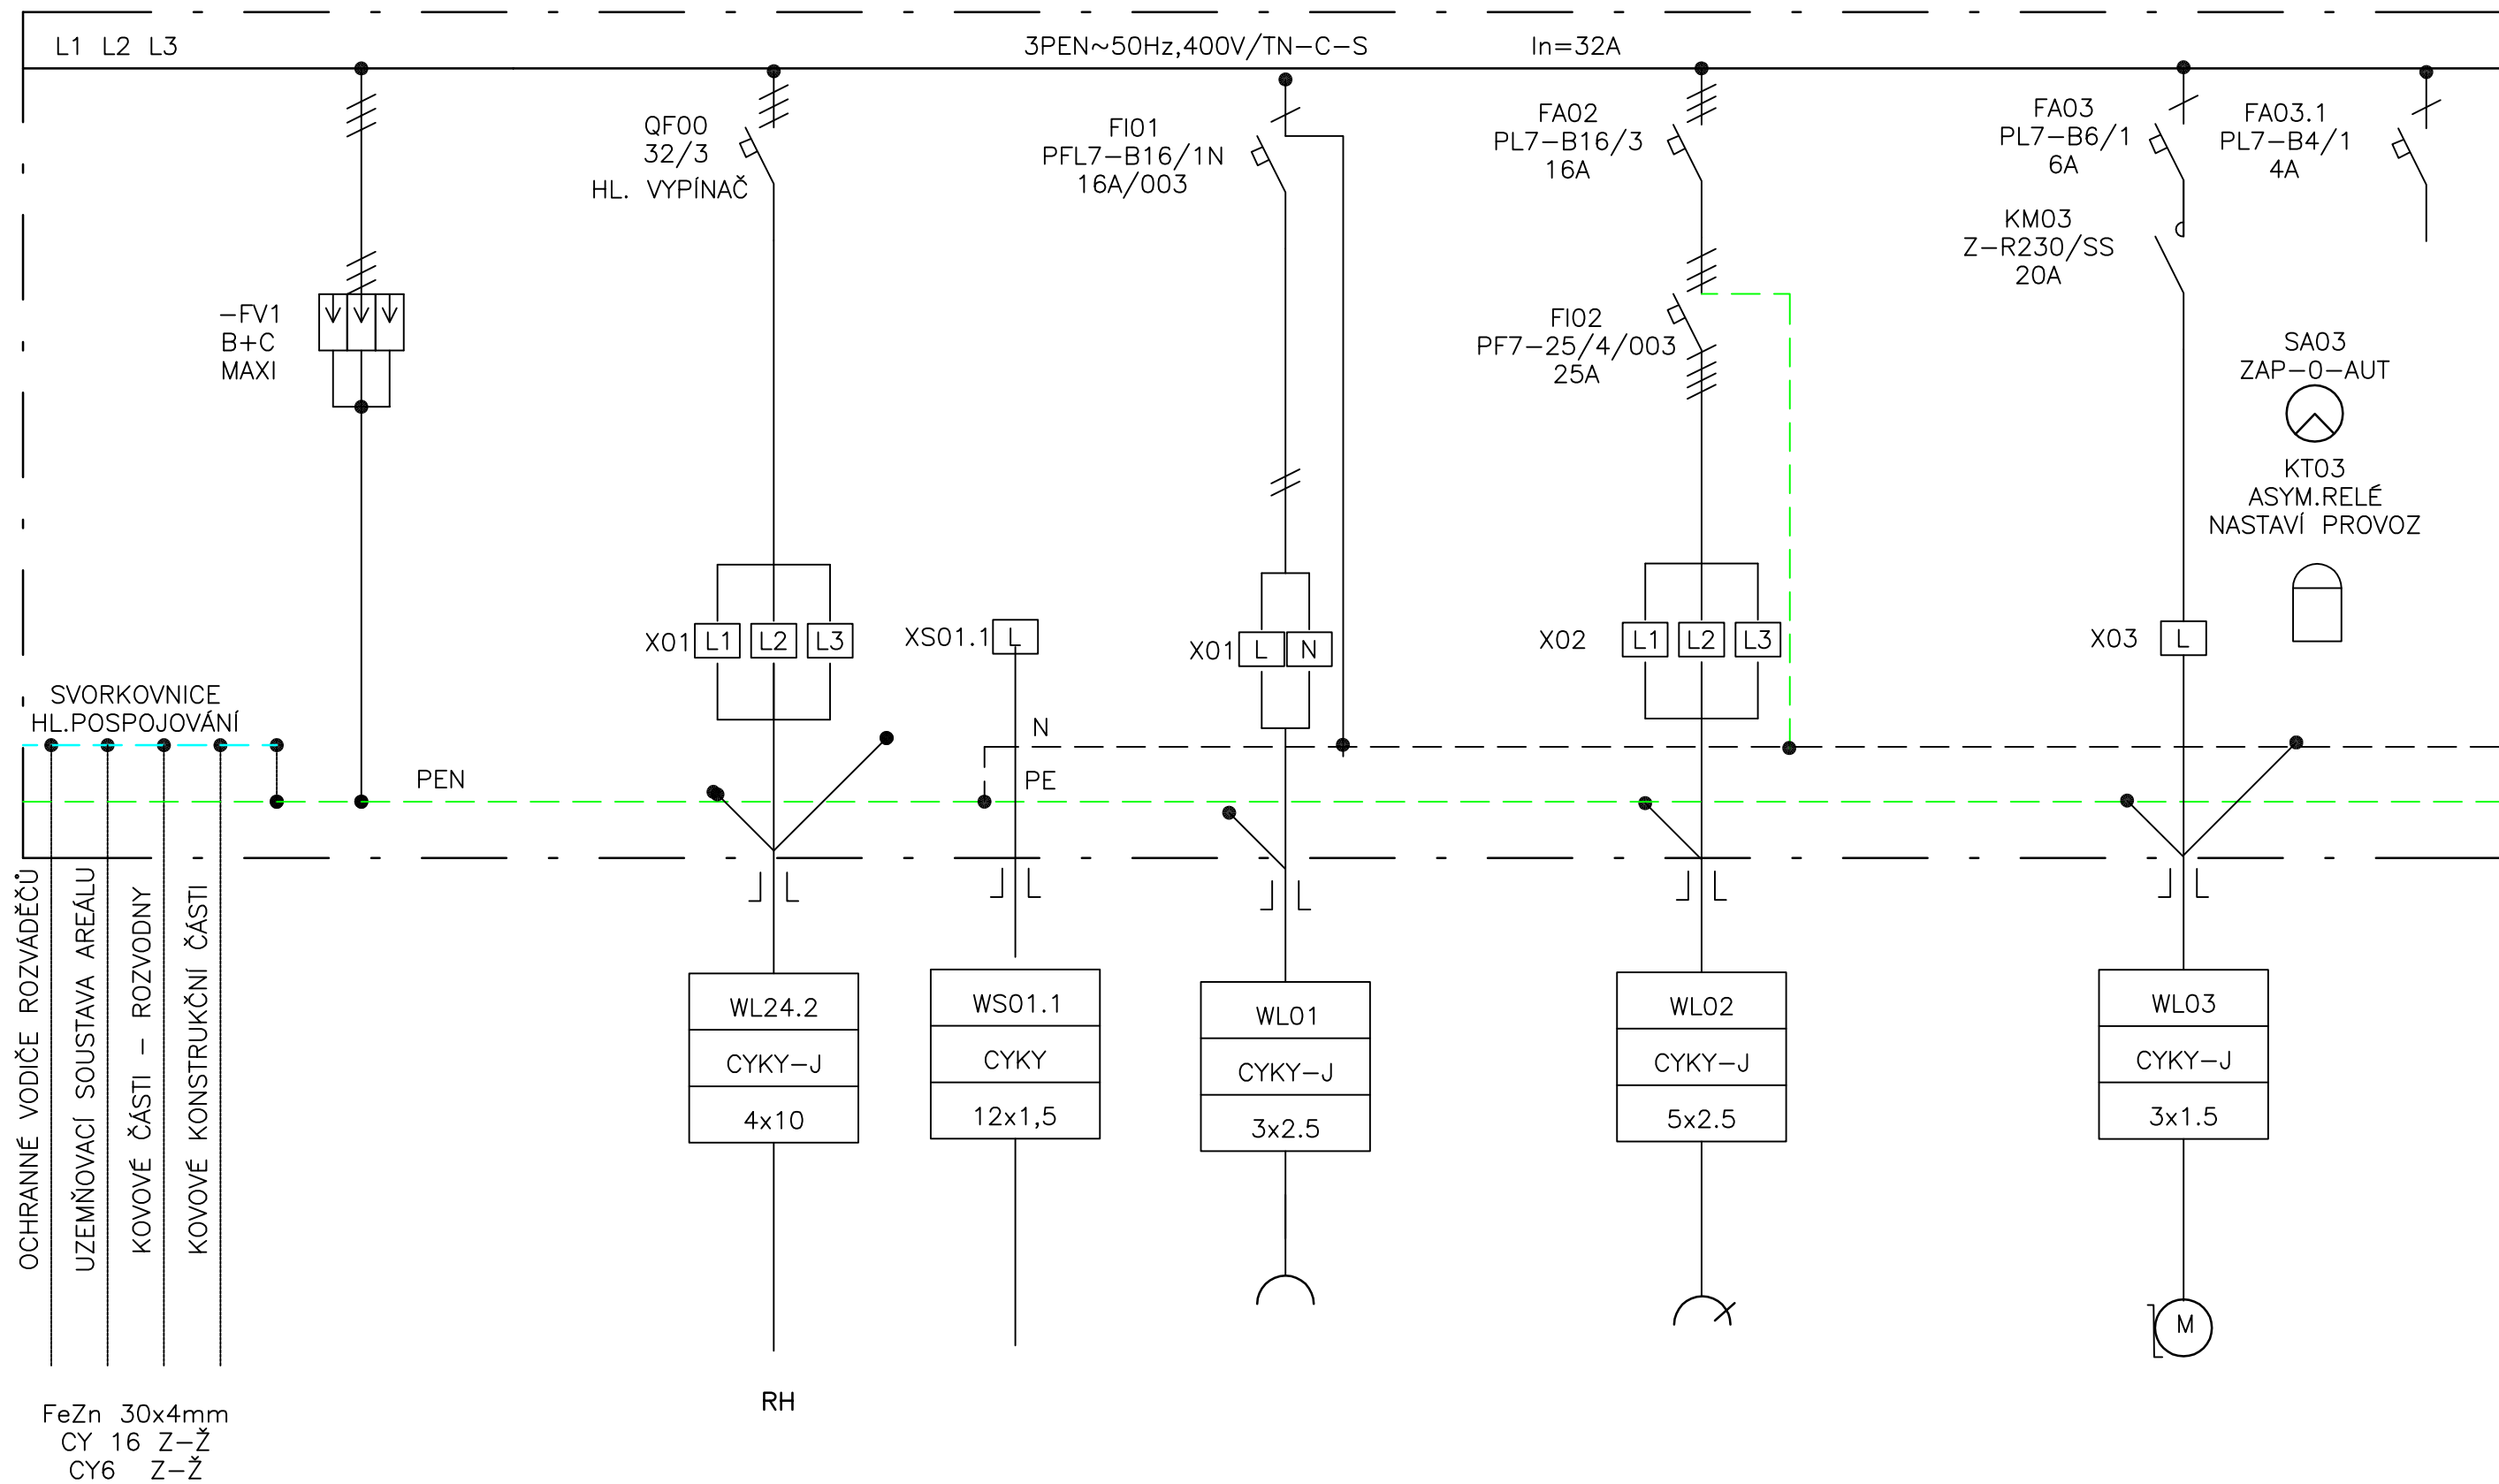 L1 L2 L3
3PEN~50Hz,400V/TN-C-S
In=32A
QF00
32/3
HL. VYPÍNAČ
FI01
PFL7-B16/1N
16A/003
FA02
PL7-B16/3
16A
FA03
PL7-B6/1
6A
FA03.1
PL7-B4/1
4A
KM03
Z-R230/SS
20A
-FV1
B+C
MAXI
FI02
PF7-25/4/003
25A
SA03
ZAP-0-AUT
KT03
ASYM.RELÉ
NASTAVÍ PROVOZ
X01 L1 L2 L3
XS01.1 L
X01 L N
X02 L1 L2 L3
X03 L
SVORKOVNICE
HL.POSPOJOVÁNÍ
N
PEN
PE
OCHRANNÉ VODIČE ROZVÁDĚČŮ
UZEMŇOVACÍ SOUSTAVA AREÁLU
KOVOVÉ ČÁSTI - ROZVODNY
KOVOVÉ KONSTRUKČNÍ ČÁSTI
WL24.2
CYKY-J
4x10
WS01.1
CYKY
12x1,5
WL01
CYKY-J
3x2.5
WL02
CYKY-J
5x2.5
WL03
CYKY-J
3x1.5
M
RH
FeZn 30x4mm
CY 16 Z-Ž
CY6 Z-Ž